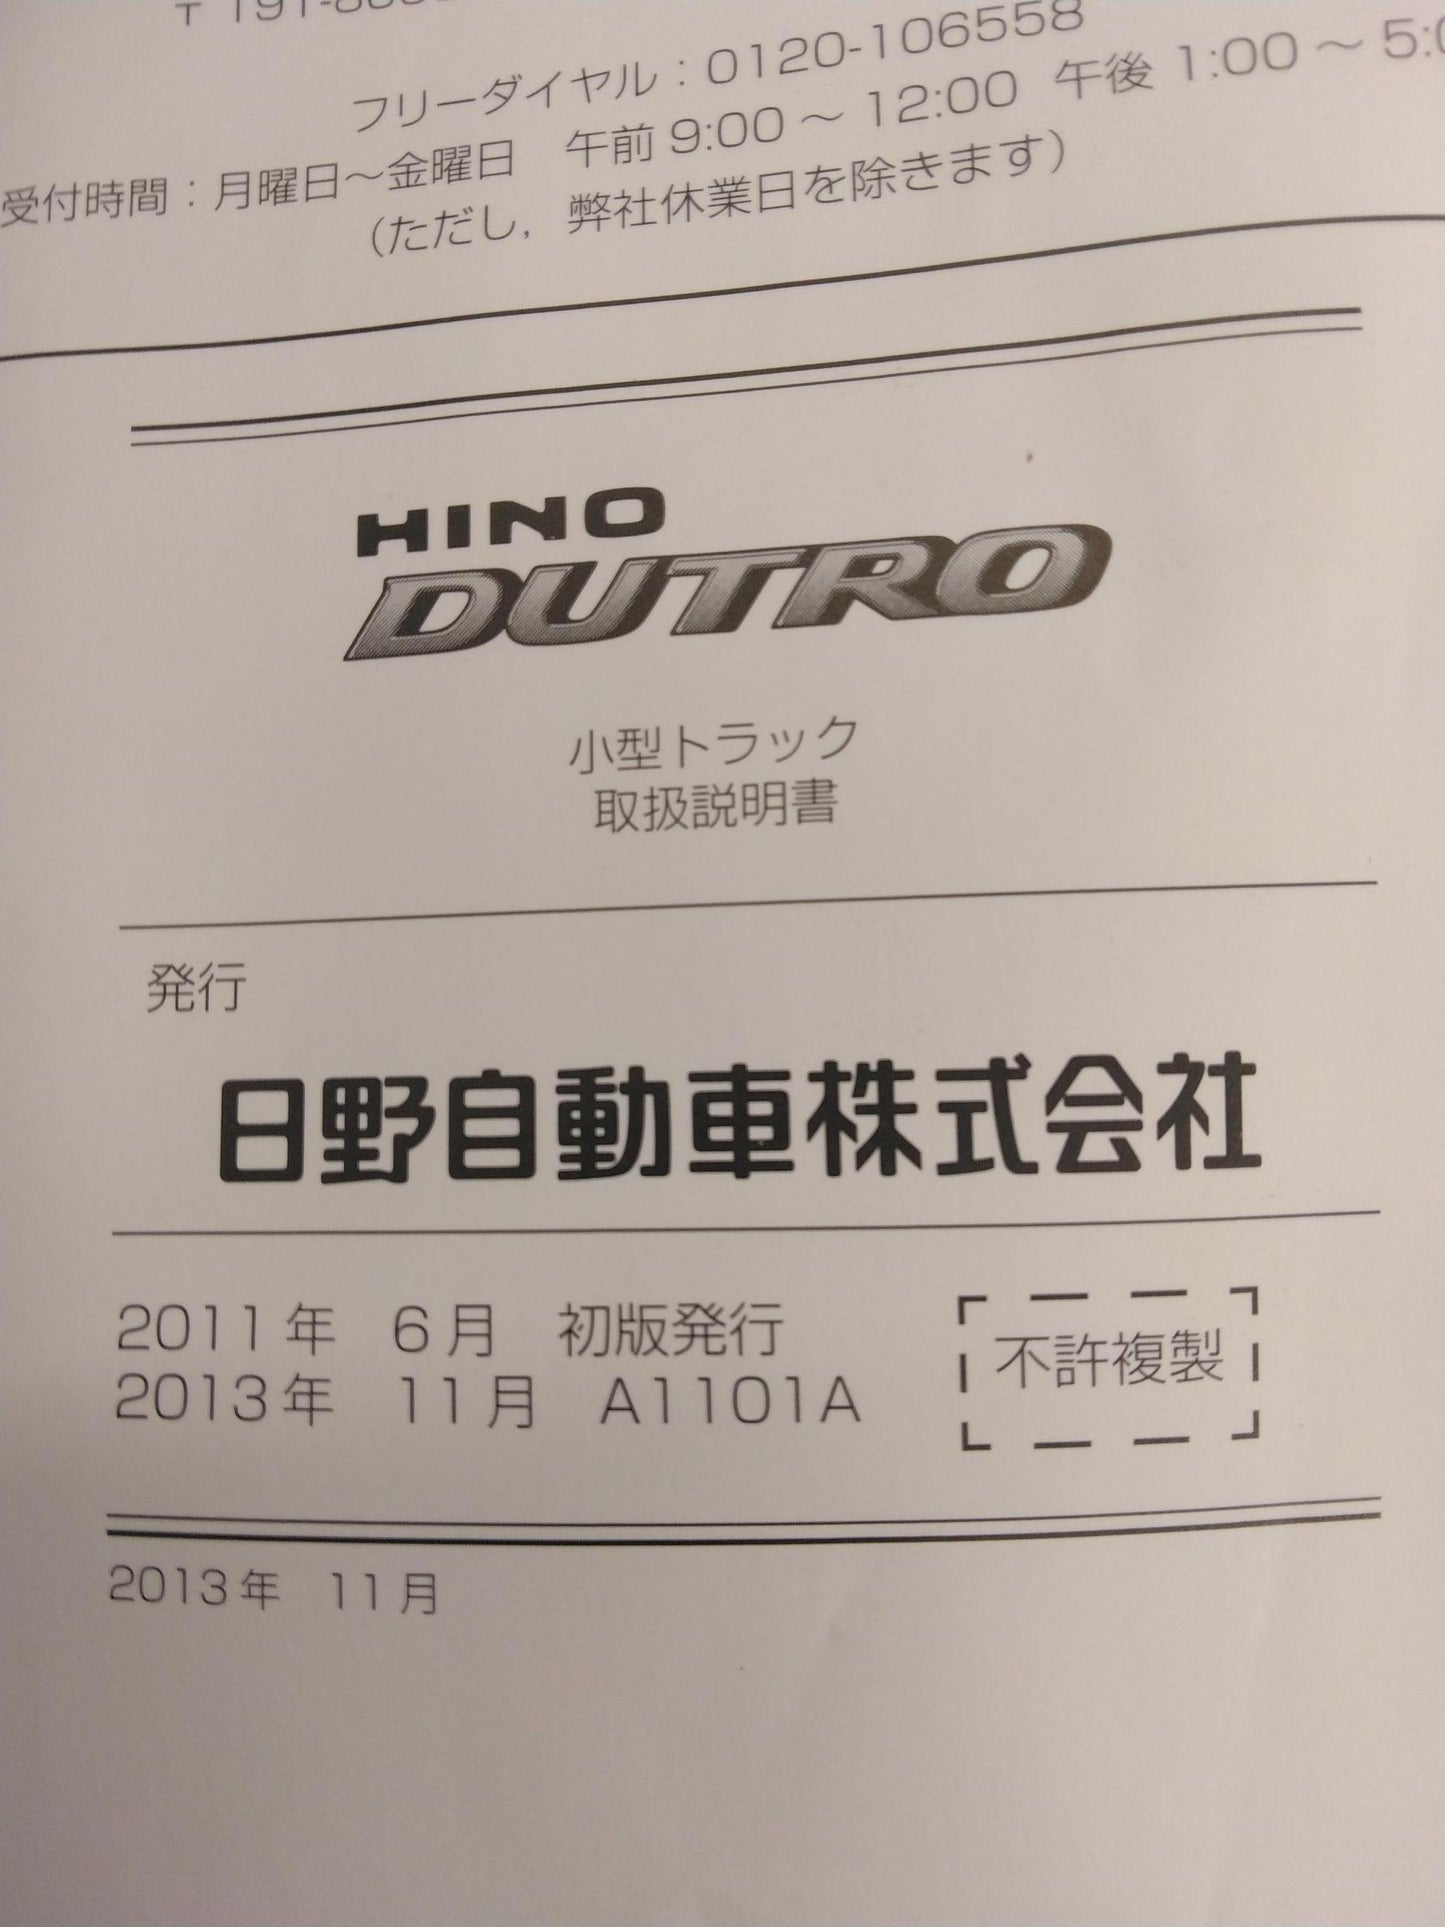 フリーダイヤル：0120-106558
受付時間：月曜日～金曜日　午前 9:00 ～ 12:00　午後 1:00 ～ 5:0
（ただし，弊社休業日を除きます）
HINO
DUTRO
小型トラック
取扱説明書
発行
日野自動車株式会社
2011年　6月　初版発行
2013年　11月　A1101A
不許複製
2013年　11月